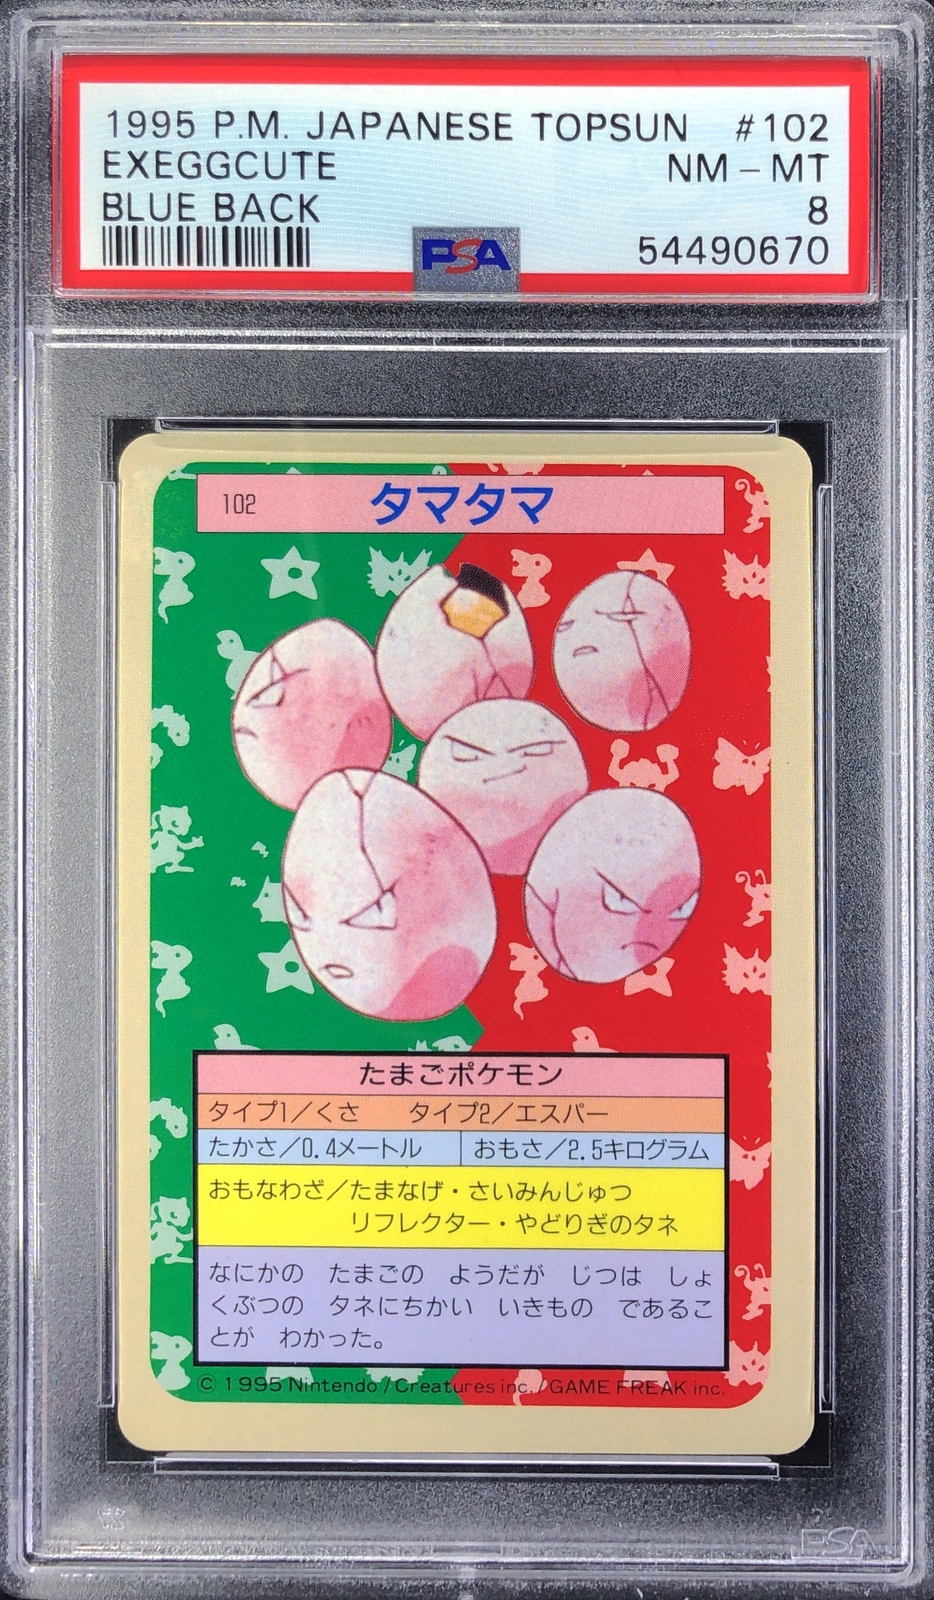 1995 P.M. JAPANESE TOPSUN #102
EXEGGCUTE NM-MT
BLUE BACK 8
PSA 54490670
102 タマタマ
たまごポケモン
タイプ1/くさ タイプ2/エスパー
たかさ/0.4メートル おもさ/2.5キログラム
おもなわざ/たまなげ・さいみんじゅつ
リフレクター・やどりぎのタネ
なにかの たまごの ようだが じつは しょ
くぶつの タネにちかい いきもの であるこ
とが わかった。
© 1995 Nintendo/Creatures inc./GAME FREAK inc.
PSA